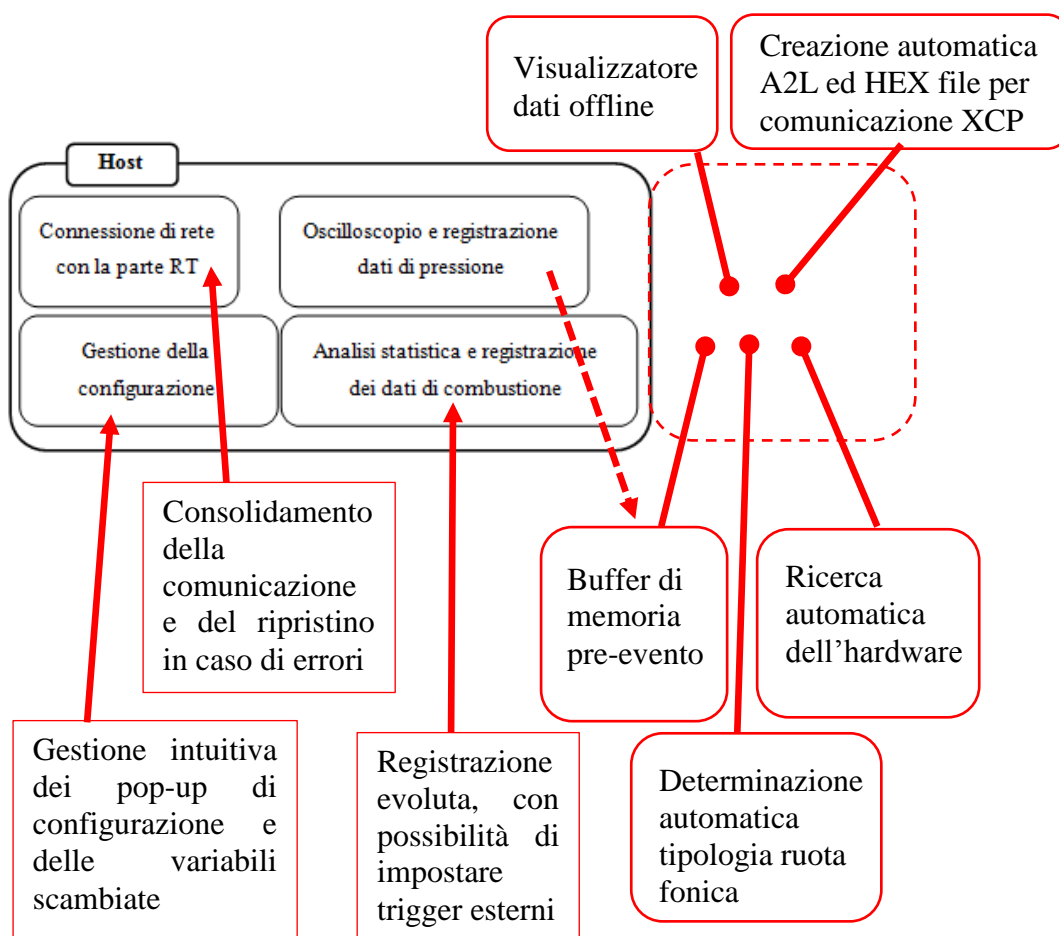 Visualizzatore
dati offline
Creazione automatica
A2L ed HEX file per
comunicazione XCP
Host
Connessione di rete
con la parte RT
Oscilloscopio e registrazione
dati di pressione
Gestione della
configurazione
Analisi statistica e registrazione
dei dati di combustione
Consolidamento
della
comunicazione
e del ripristino
in caso di errori
Buffer di
memoria
pre-evento
Ricerca
automatica
dell’hardware
Gestione intuitiva
dei pop-up di
configurazione e
delle variabili
scambiate
Registrazione
evoluta, con
possibilità di
impostare
trigger esterni
Determinazione
automatica
tipologia ruota
fonica